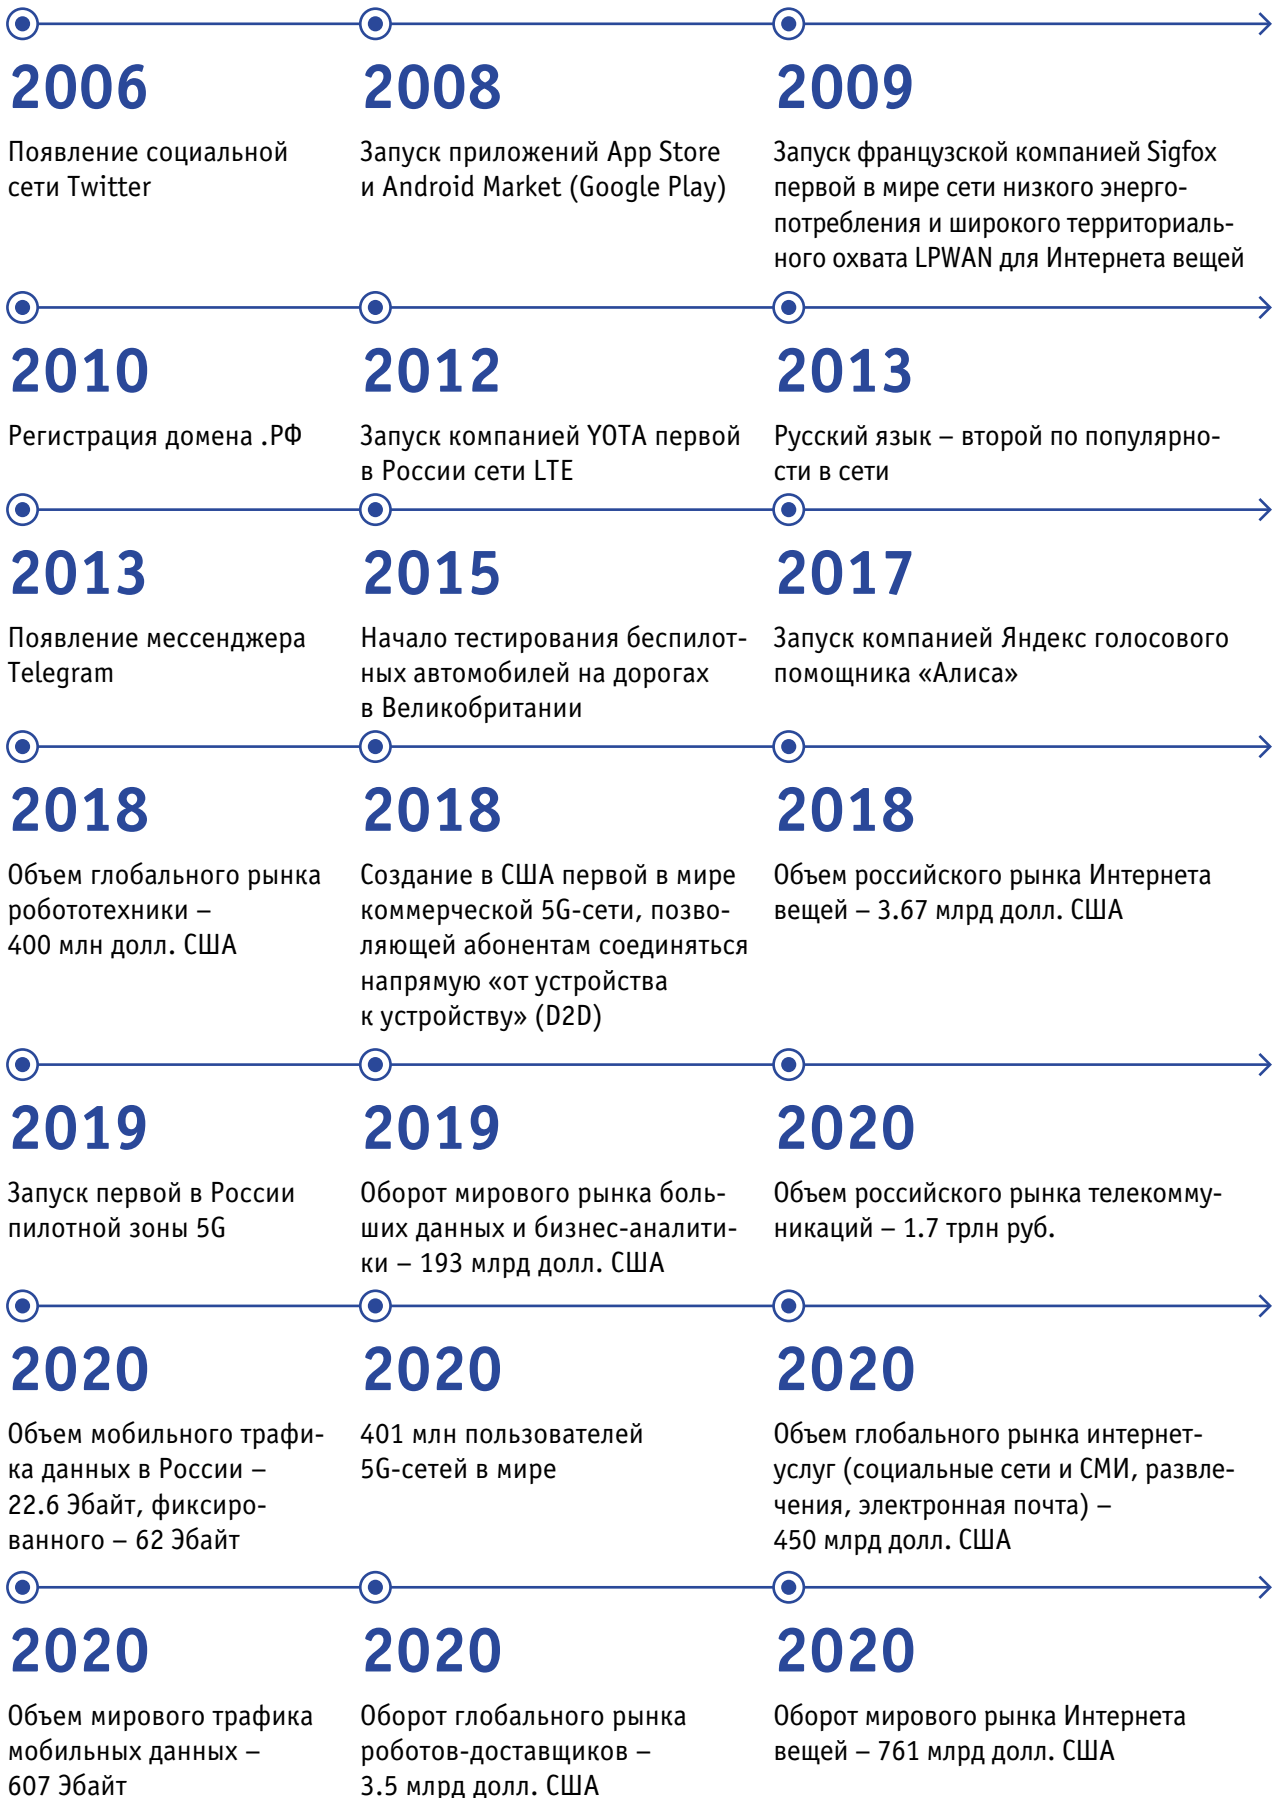 2006
Появление социальной
сети Twitter
2008
Запуск приложений App Store
и Android Market (Google Play)
2009
Запуск французской компанией Sigfox
первой в мире сети низкого энерго-
потребления и широкого территориаль-
ного охвата LPWAN для Интернета вещей
2010
Регистрация домена .РФ
2012
Запуск компанией YOTA первой
в России сети LTE
2013
Русский язык – второй по популярно-
сти в сети
2013
Появление мессенджера
Telegram
2015
Начало тестирования беспилот-
ных автомобилей на дорогах
в Великобритании
2017
Запуск компанией Яндекс голосового
помощника «Алиса»
2018
Объем глобального рынка
робототехники –
400 млн долл. США
2018
Создание в США первой в мире
коммерческой 5G-сети, позво-
ляющей абонентам соединяться
напрямую «от устройства
к устройству» (D2D)
2018
Объем российского рынка Интернета
вещей – 3.67 млрд долл. США
2019
Запуск первой в России
пилотной зоны 5G
2019
Оборот мирового рынка боль-
ших данных и бизнес-аналити-
ки – 193 млрд долл. США
2020
Объем российского рынка телекомму-
никаций – 1.7 трлн руб.
2020
Объем мобильного трафи-
ка данных в России –
22.6 Эбайт, фиксиро-
ванного – 62 Эбайт
2020
401 млн пользователей
5G-сетей в мире
2020
Объем глобального рынка интернет-
услуг (социальные сети и СМИ, развле-
чения, электронная почта) –
450 млрд долл. США
2020
Объем мирового трафика
мобильных данных –
607 Эбайт
2020
Оборот глобального рынка
роботов-доставщиков –
3.5 млрд долл. США
2020
Оборот мирового рынка Интернета
вещей – 761 млрд долл. США